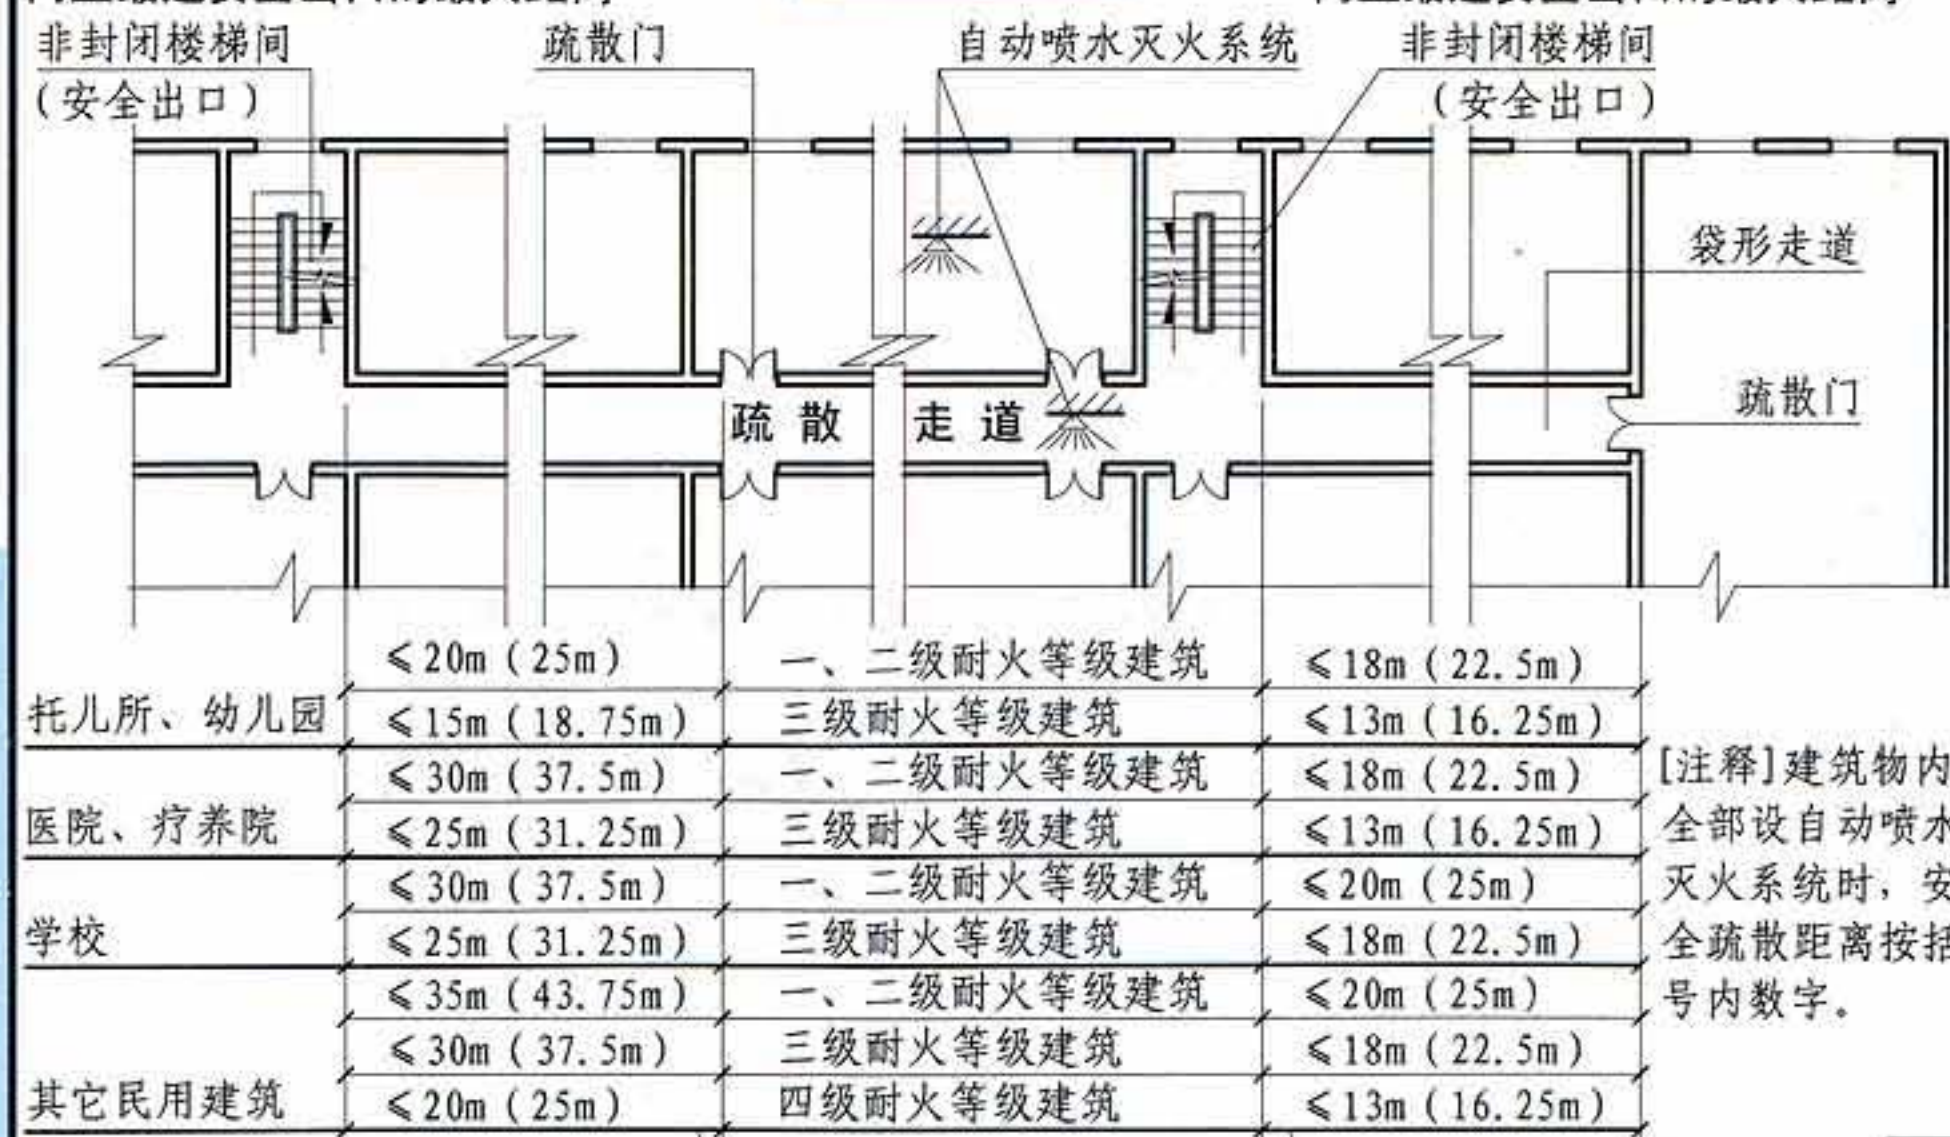 非封闭楼梯间 疏散门 自动喷水灭火系统 非封闭楼梯间
(安全出口) (安全出口)
袋形走道
疏散门
疏散 走道
≤20m(25m) 一、二级耐火等级建筑 ≤18m(22.5m)
托儿所、幼儿园 ≤15m(18.75m) 三级耐火等级建筑 ≤13m(16.25m)
≤30m(37.5m) 一、二级耐火等级建筑 ≤18m(22.5m)
医院、疗养院 ≤25m(31.25m) 三级耐火等级建筑 ≤13m(16.25m)
≤30m(37.5m) 一、二级耐火等级建筑 ≤20m(25m)
学校 ≤25m(31.25m) 三级耐火等级建筑 ≤18m(22.5m)
≤35m(43.75m) 一、二级耐火等级建筑 ≤20m(25m)
≤30m(37.5m) 三级耐火等级建筑 ≤18m(22.5m)
其它民用建筑 ≤20m(25m) 四级耐火等级建筑 ≤13m(16.25m)
[注释]建筑物内
全部设自动喷水
灭火系统时，安
全疏散距离按括
号内数字。